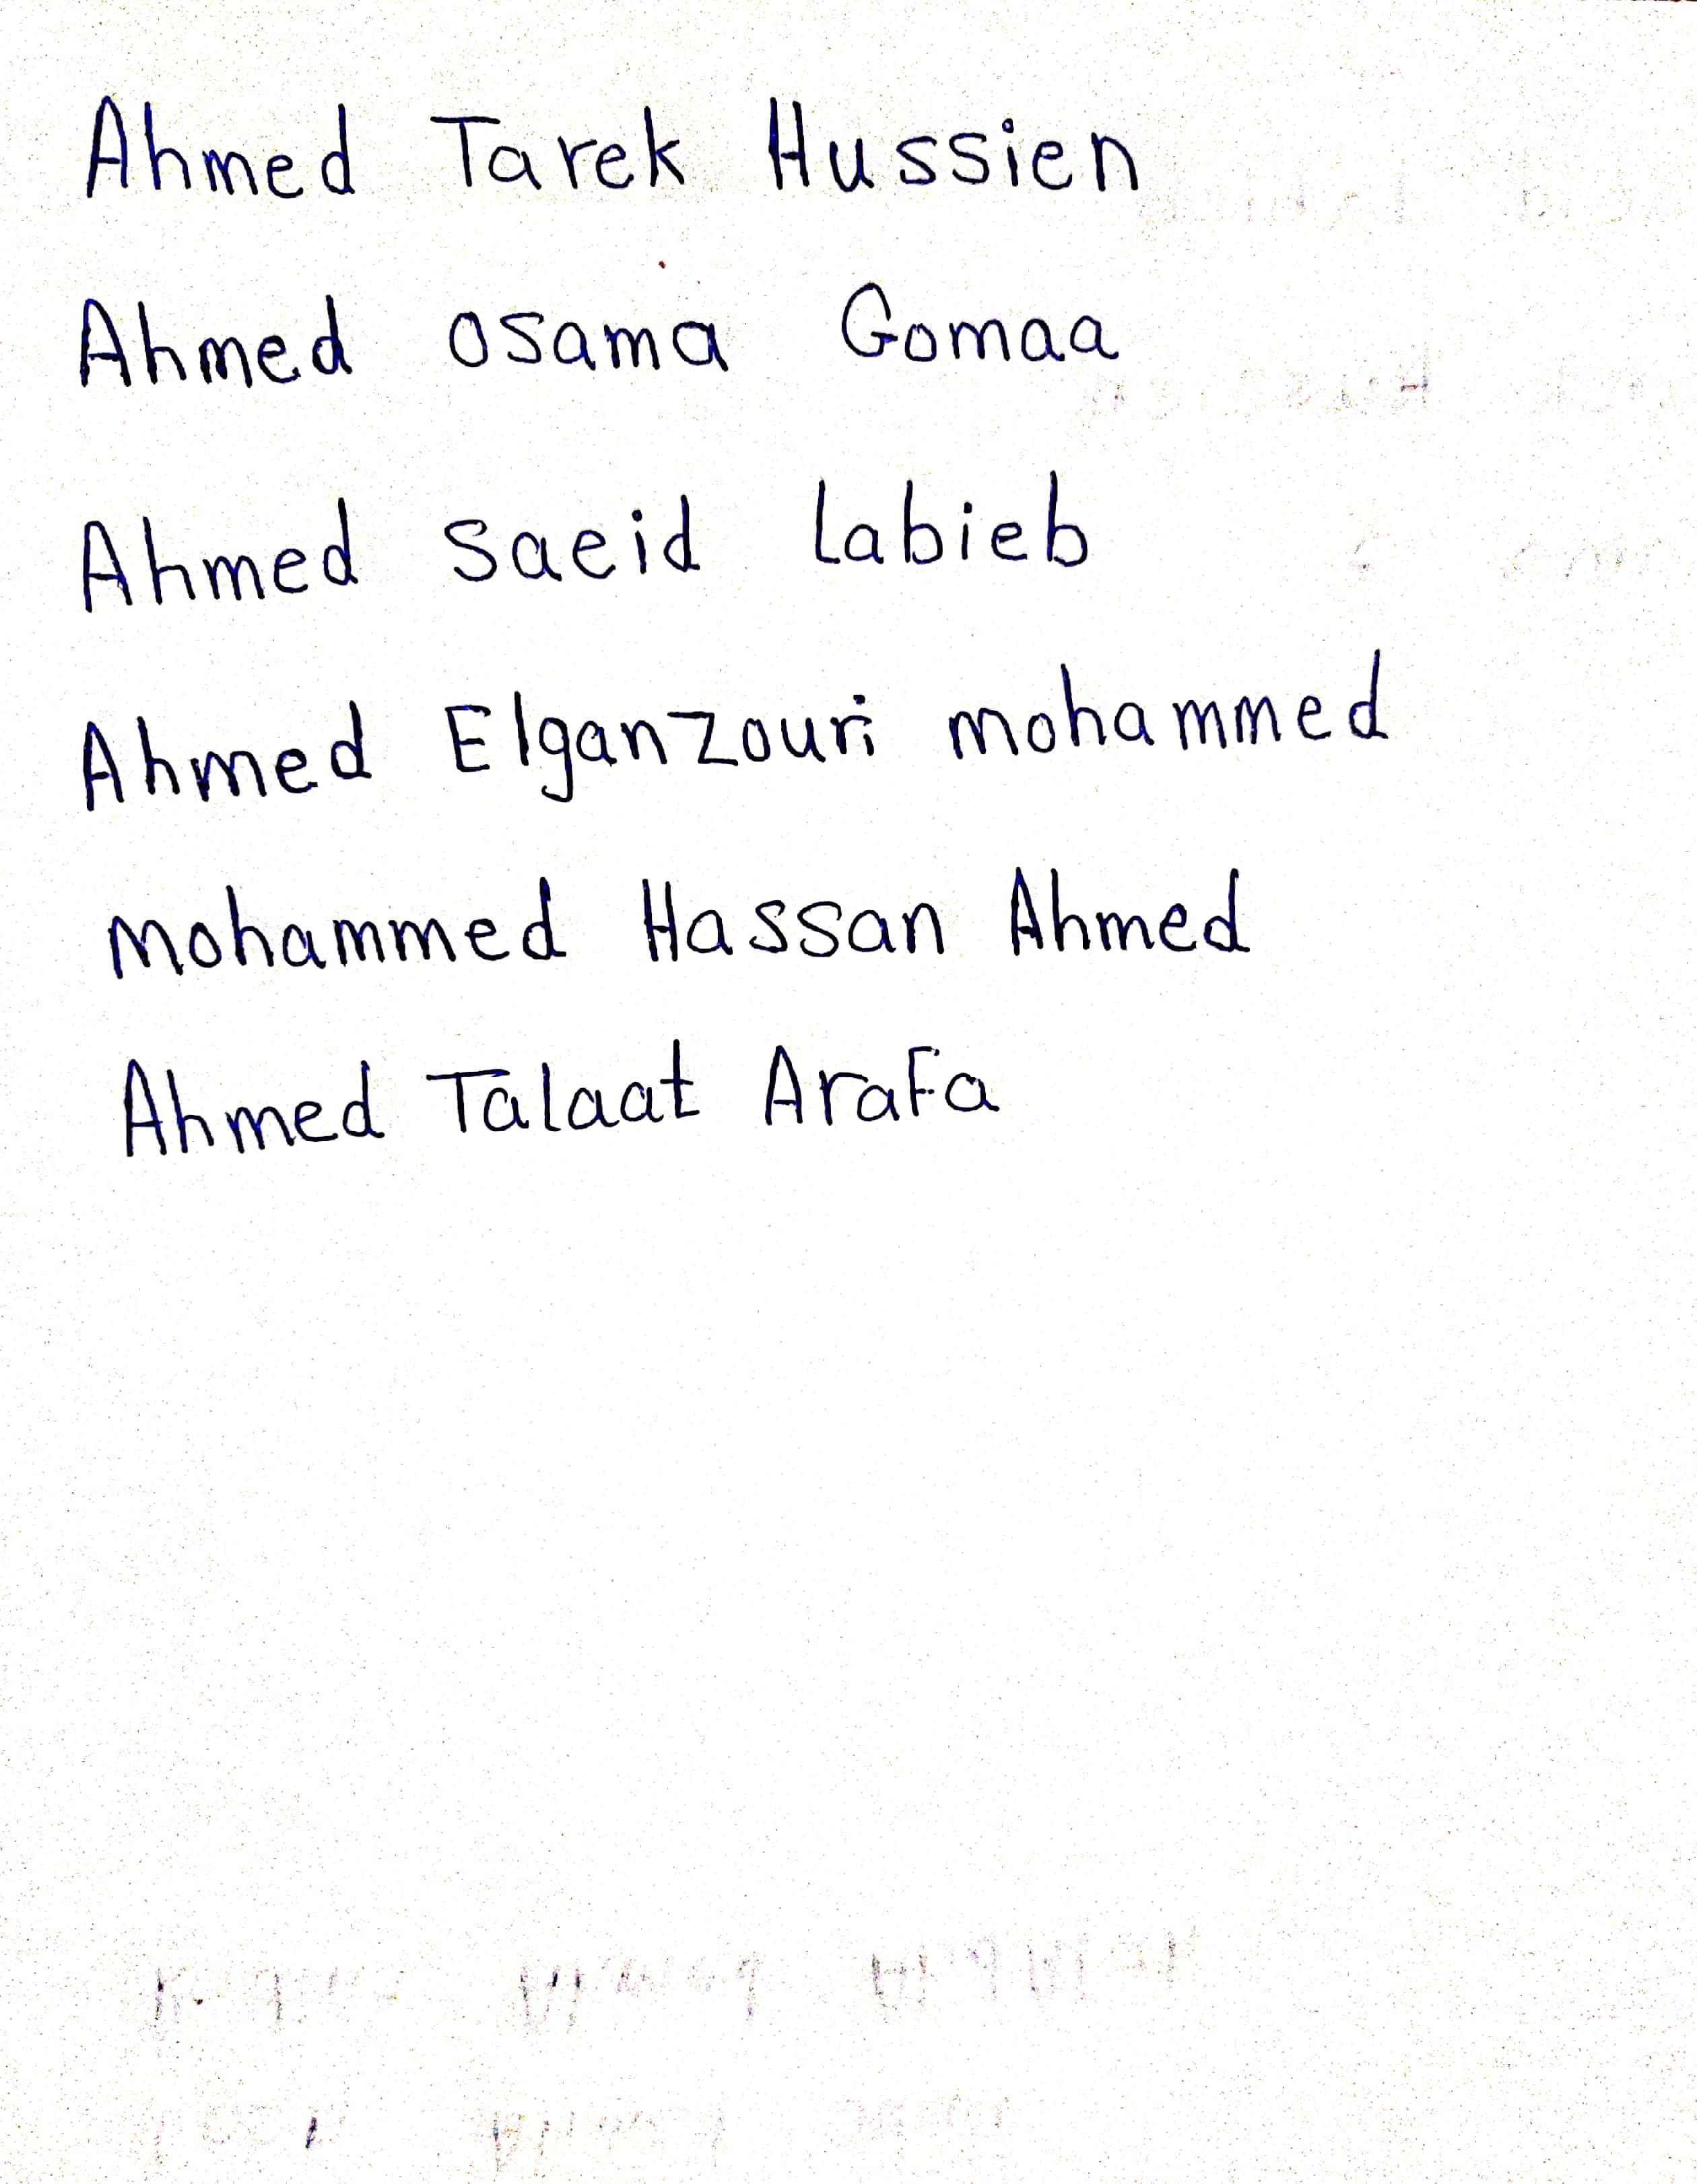 Ahmed Tarek Hussien
Ahmed osama Gomaa
Ahmed saeid labieb
Ahmed Elganzouri mohammed
mohammed Hassan Ahmed
Ahmed Talaat Arafa